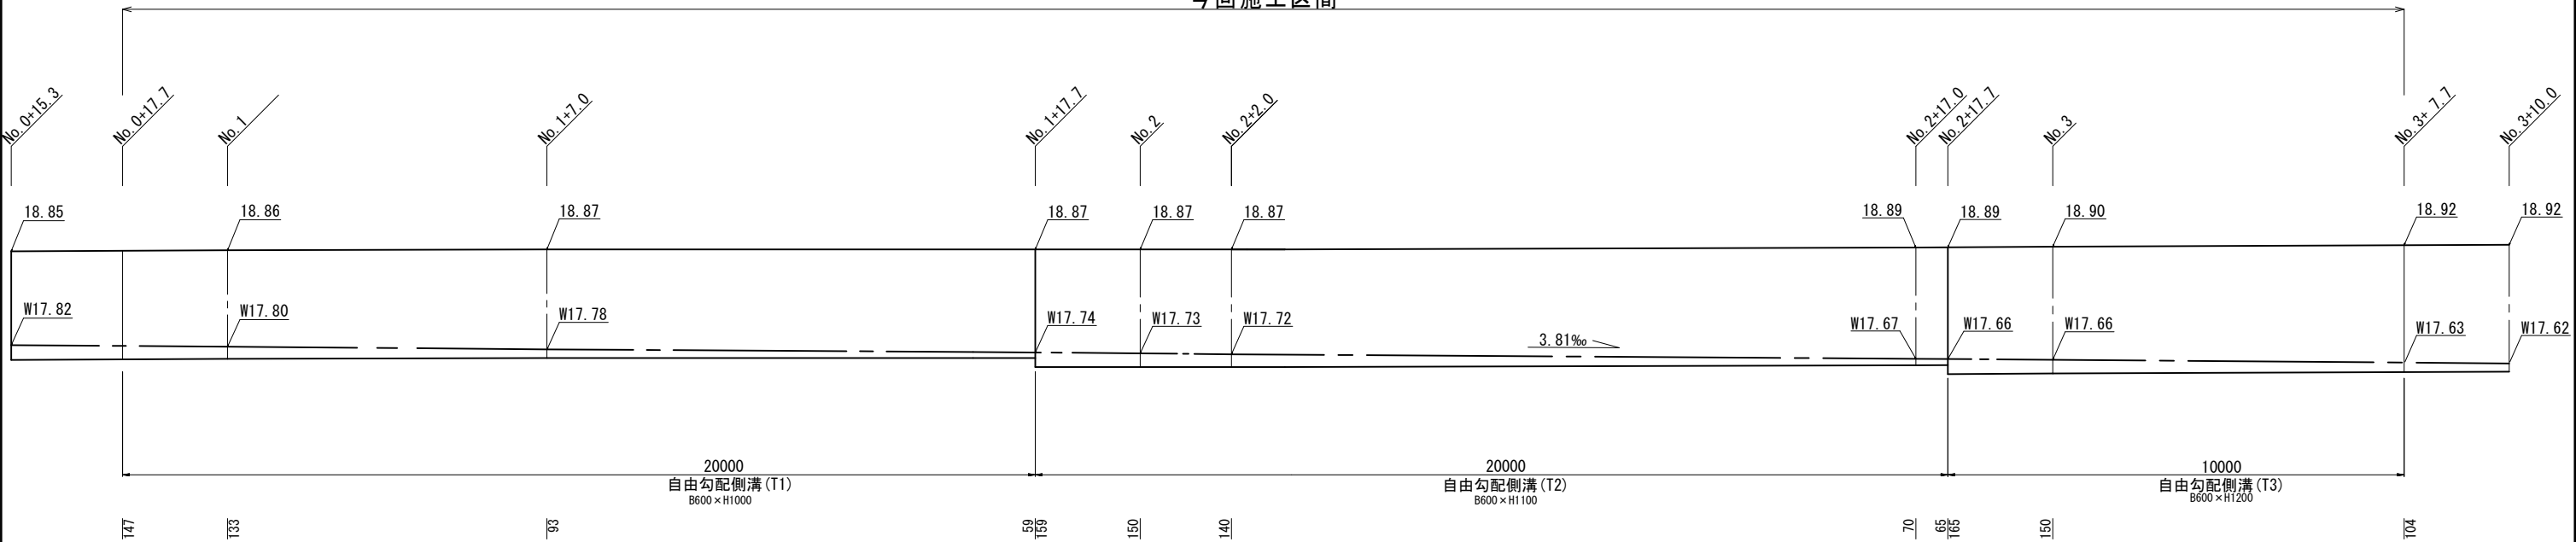 今回施工区間
No.0+15.3
No.0+17.7
No.1
No.1+7.0
No.1+17.7
No.2
No.2+2.0
No.2+17.0
No.2+17.7
No.3
No.3+ 7.7
No.3+10.0
18.85
18.86
18.87
18.87
18.87
18.87
18.89
18.89
18.90
18.92
18.92
W17.82
W17.80
W17.78
W17.74
W17.73
W17.72
3.81‰
W17.67
W17.66
W17.66
W17.63
W17.62
20000
自由勾配側溝(T1)
B600×H1000
20000
自由勾配側溝(T2)
B600×H1100
10000
自由勾配側溝(T3)
B600×H1200
147
133
93
59
159
150
140
70
65
165
150
104